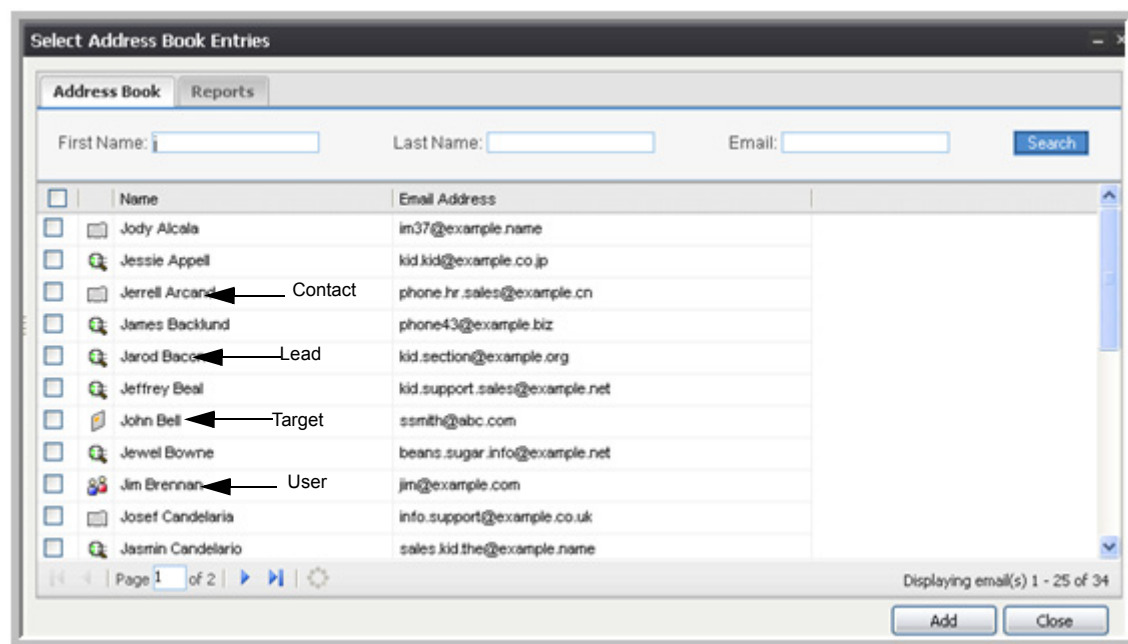 Select Address Book Entries
Address Book Reports
First Name: j Last Name: Email: Search
Name Email Address
Jody Alcala im37@example.name
Jessie Appell kid.kid@example.co.jp
Jerrell Arcand Contact phone.hr.sales@example.cn
James Backlund phone43@example.biz
Jarod Bacon Lead kid.section@example.org
Jeffrey Beal kid.support.sales@example.net
John Bell Target ssmith@abc.com
Jewel Bowne beans.sugar.info@example.net
Jim Brennan User jim@example.com
Josef Candelaria info.support@example.co.uk
Jasmin Candelario sales.kid.the@example.name
Page 1 of 2 Displaying email(s) 1 - 25 of 34
Add Close